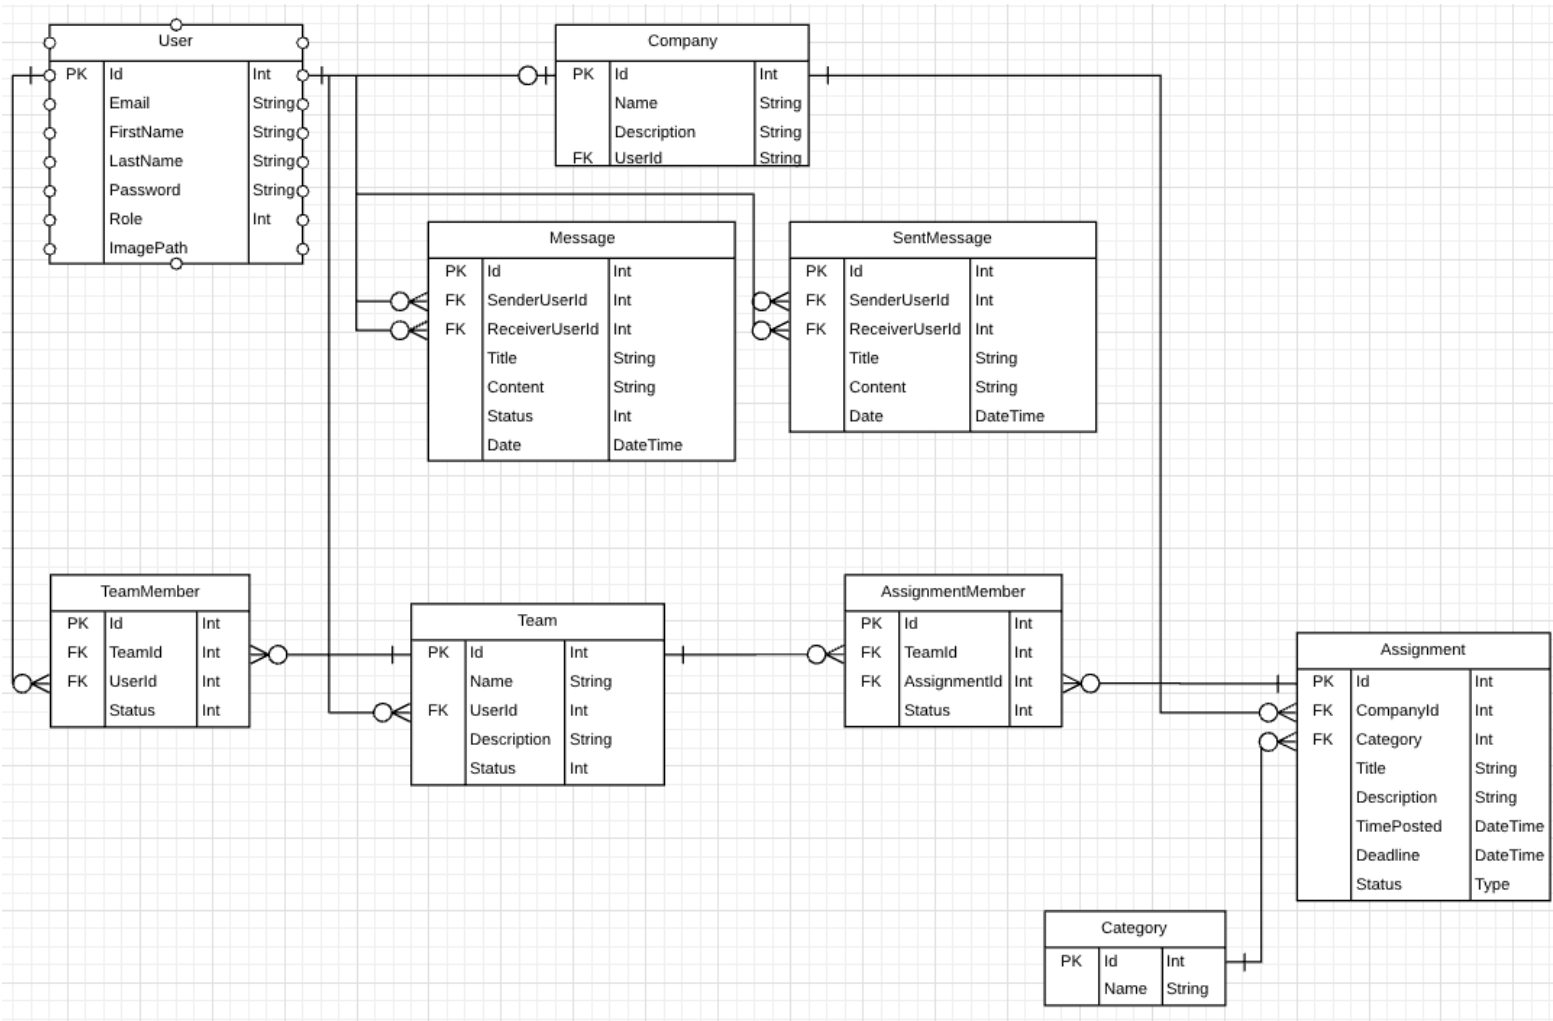 User
PK Id Int
Email String
FirstName String
LastName String
Password String
Role Int
ImagePath
Company
PK Id Int
Name String
Description String
FK UserId String
Message
PK Id Int
FK SenderUserId Int
FK ReceiverUserId Int
Title String
Content String
Status Int
Date DateTime
SentMessage
PK Id Int
FK SenderUserId Int
FK ReceiverUserId Int
Title String
Content String
Date DateTime
TeamMember
PK Id Int
FK TeamId Int
FK UserId Int
Status Int
Team
PK Id Int
Name String
FK UserId Int
Description String
Status Int
AssignmentMember
PK Id Int
FK TeamId Int
FK AssignmentId Int
Status Int
Assignment
PK Id Int
FK CompanyId Int
FK Category Int
Title String
Description String
TimePosted DateTime
Deadline DateTime
Status Type
Category
PK Id Int
Name String